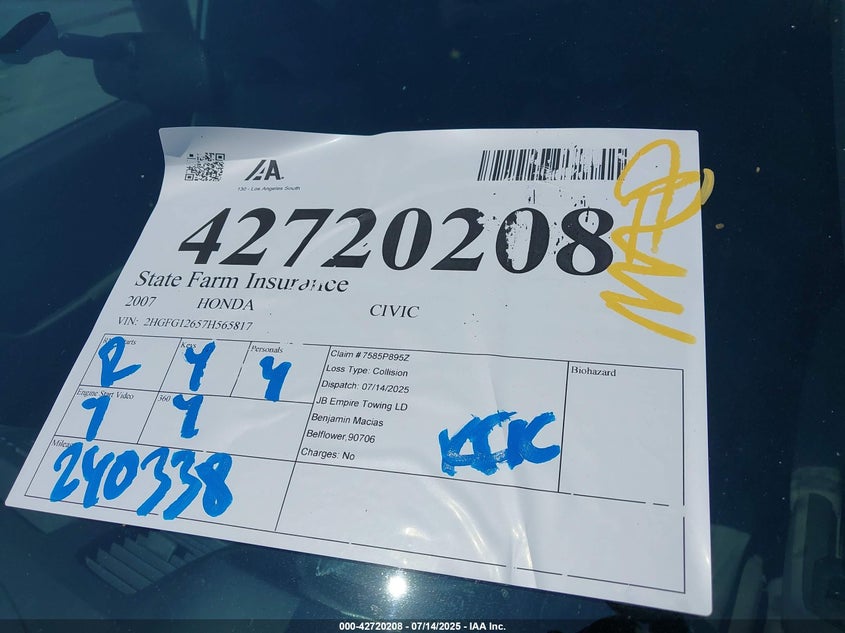 IAA.
130 - Los Angeles South
42720208
State Farm Insurance
2007 HONDA CIVIC
VIN: 2HGFG12657H565817
Keys
Personals
R
Y
Y
Engine Start Video
360
Y
Y
240338
Claim # 7585P895Z
Loss Type: Collision
Dispatch: 07/14/2025
JB Empire Towing LD
Benjamin Macias
Belflower,90706
Charges: No
Biohazard
000-42720208 - 07/14/2025 - IAA Inc.